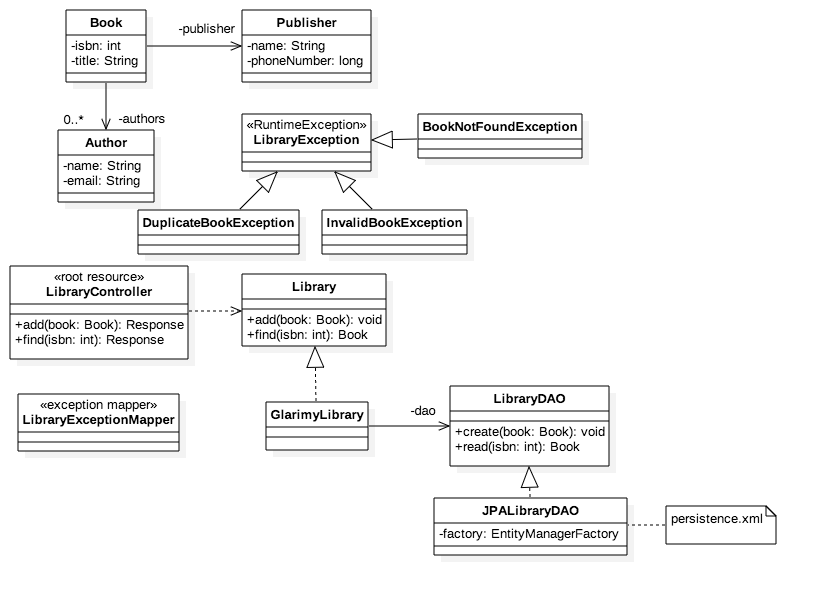 Book
-isbn: int
-title: String
-publisher
Publisher
-name: String
-phoneNumber: long
0..*
-authors
Author
-name: String
-email: String
«RuntimeException»
LibraryException
BookNotFoundException
DuplicateBookException
InvalidBookException
«root resource»
LibraryController
+add(book: Book): Response
+find(isbn: int): Response
Library
+add(book: Book): void
+find(isbn: int): Book
«exception mapper»
LibraryExceptionMapper
GlarimyLibrary
-dao
LibraryDAO
+create(book: Book): void
+read(isbn: int): Book
JPALibraryDAO
-factory: EntityManagerFactory
persistence.xml